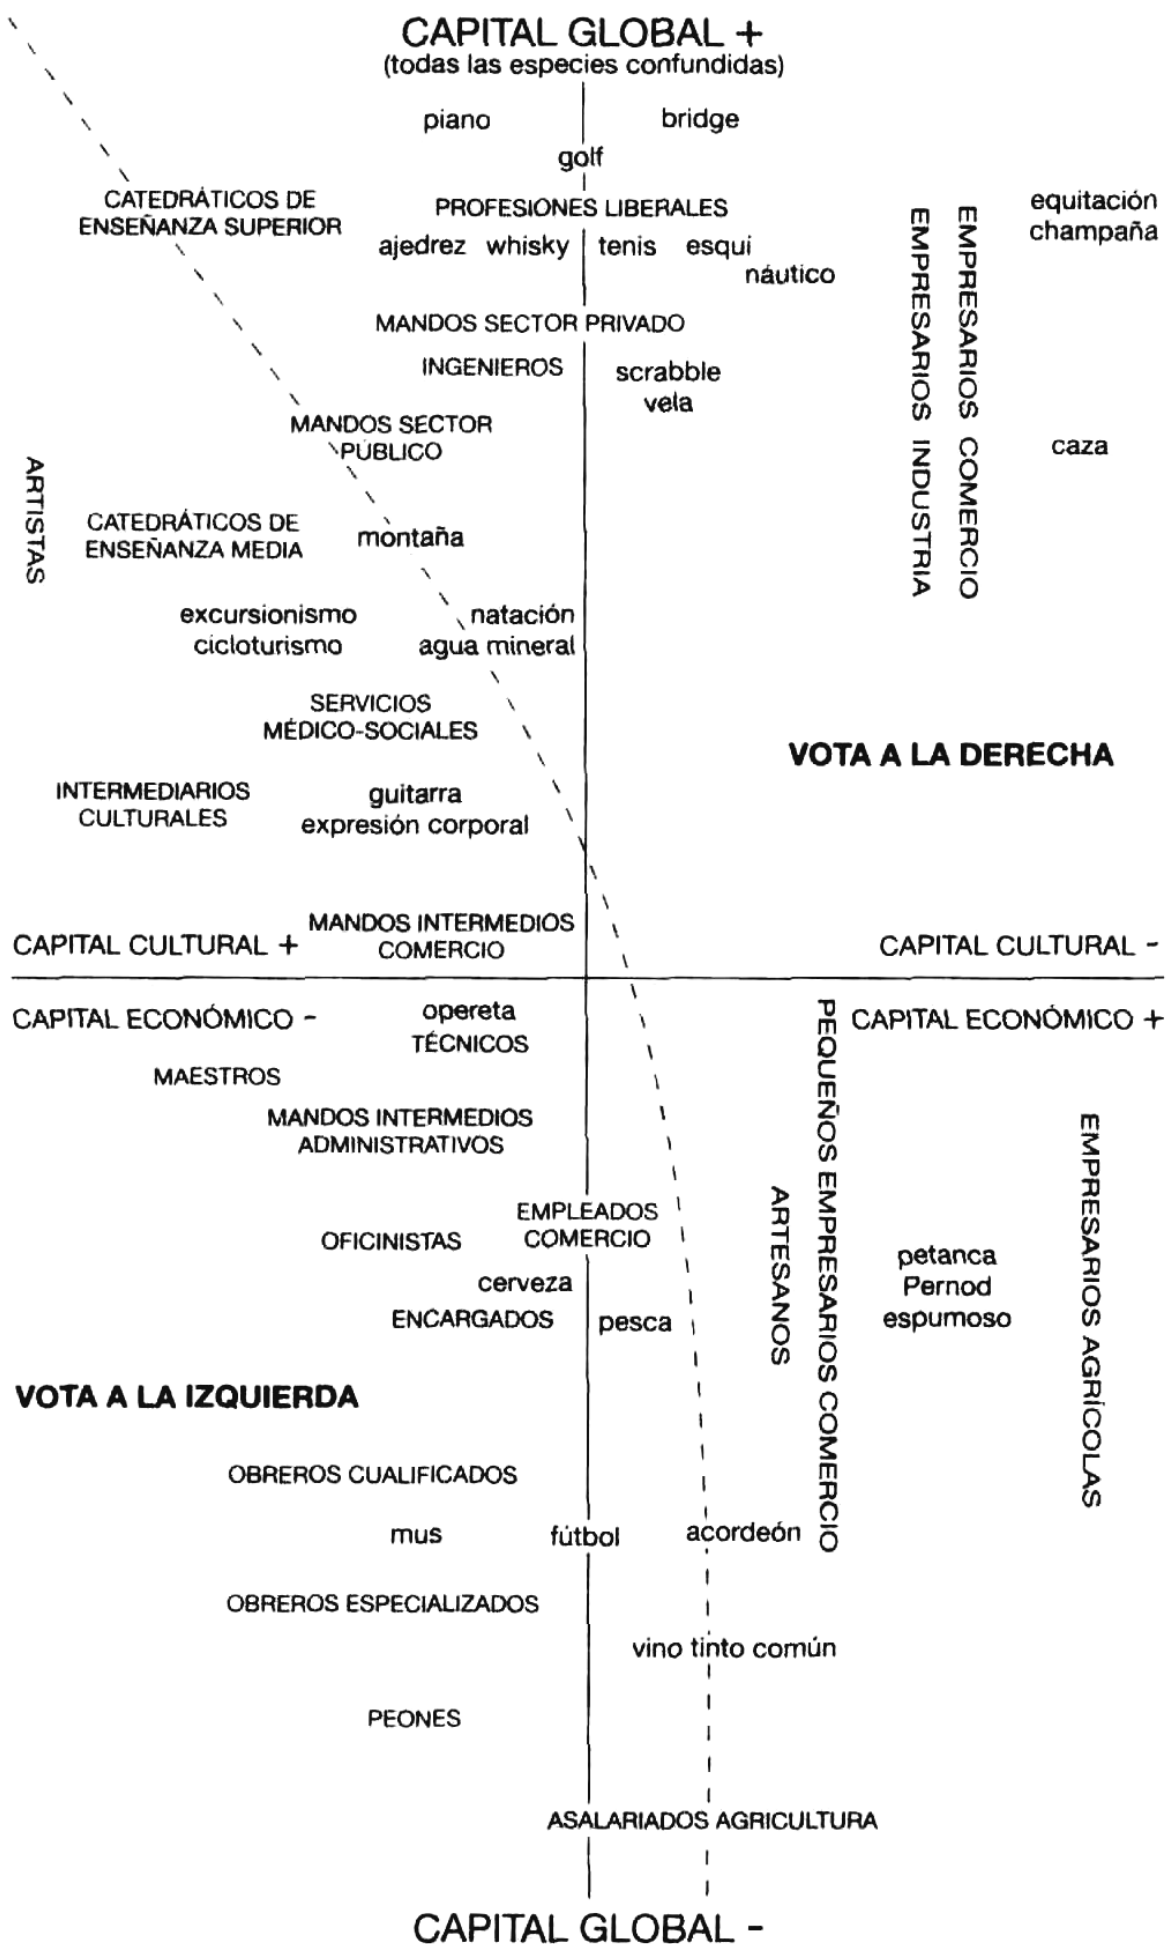 CAPITAL GLOBAL +
(todas las especies confundidas)
piano
bridge
golf
CATEDRÁTICOS DE
ENSEÑANZA SUPERIOR
PROFESIONES LIBERALES
ajedrez whisky tenis esqui
náutico
equitación
champaña
EMPRESARIOS INDUSTRIA
EMPRESARIOS COMERCIO
MANDOS SECTOR PRIVADO
INGENIEROS
scrabble
vela
MANDOS SECTOR
PÚBLICO
caza
ARTISTAS
CATEDRÁTICOS DE
ENSEÑANZA MEDIA
montaña
excursionismo
cicloturismo
natación
agua mineral
SERVICIOS
MÉDICO-SOCIALES
VOTA A LA DERECHA
INTERMEDIARIOS
CULTURALES
guitarra
expresión corporal
MANDOS INTERMEDIOS
COMERCIO
CAPITAL CULTURAL +
CAPITAL CULTURAL -
CAPITAL ECONÓMICO -
CAPITAL ECONÓMICO +
opereta
TÉCNICOS
MAESTROS
MANDOS INTERMEDIOS
ADMINISTRATIVOS
PEQUEÑOS EMPRESARIOS COMERCIO
ARTESANOS
EMPRESARIOS AGRÍCOLAS
EMPLEADOS
COMERCIO
OFICINISTAS
petanca
Pernod
espumoso
cerveza
ENCARGADOS
pesca
VOTA A LA IZQUIERDA
OBREROS CUALIFICADOS
mus
fútbol
acordeón
OBREROS ESPECIALIZADOS
vino tinto común
PEONES
ASALARIADOS AGRICULTURA
CAPITAL GLOBAL -